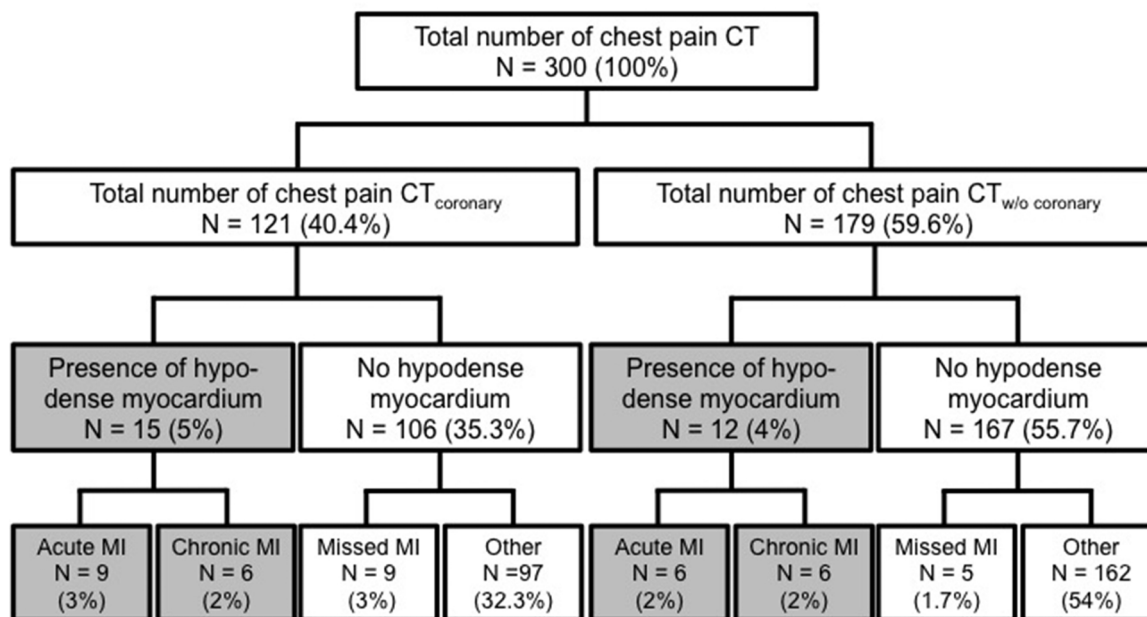 Total number of chest pain CT
N = 300 (100%)
Total number of chest pain CTcoronary
N = 121 (40.4%)
Total number of chest pain CTw/o coronary
N = 179 (59.6%)
Presence of hypo-
dense myocardium
N = 15 (5%)
No hypodense
myocardium
N = 106 (35.3%)
Presence of hypo-
dense myocardium
N = 12 (4%)
No hypodense
myocardium
N = 167 (55.7%)
Acute MI
N = 9
(3%)
Chronic MI
N = 6
(2%)
Missed MI
N = 9
(3%)
Other
N =97
(32.3%)
Acute MI
N = 6
(2%)
Chronic MI
N = 6
(2%)
Missed MI
N = 5
(1.7%)
Other
N = 162
(54%)